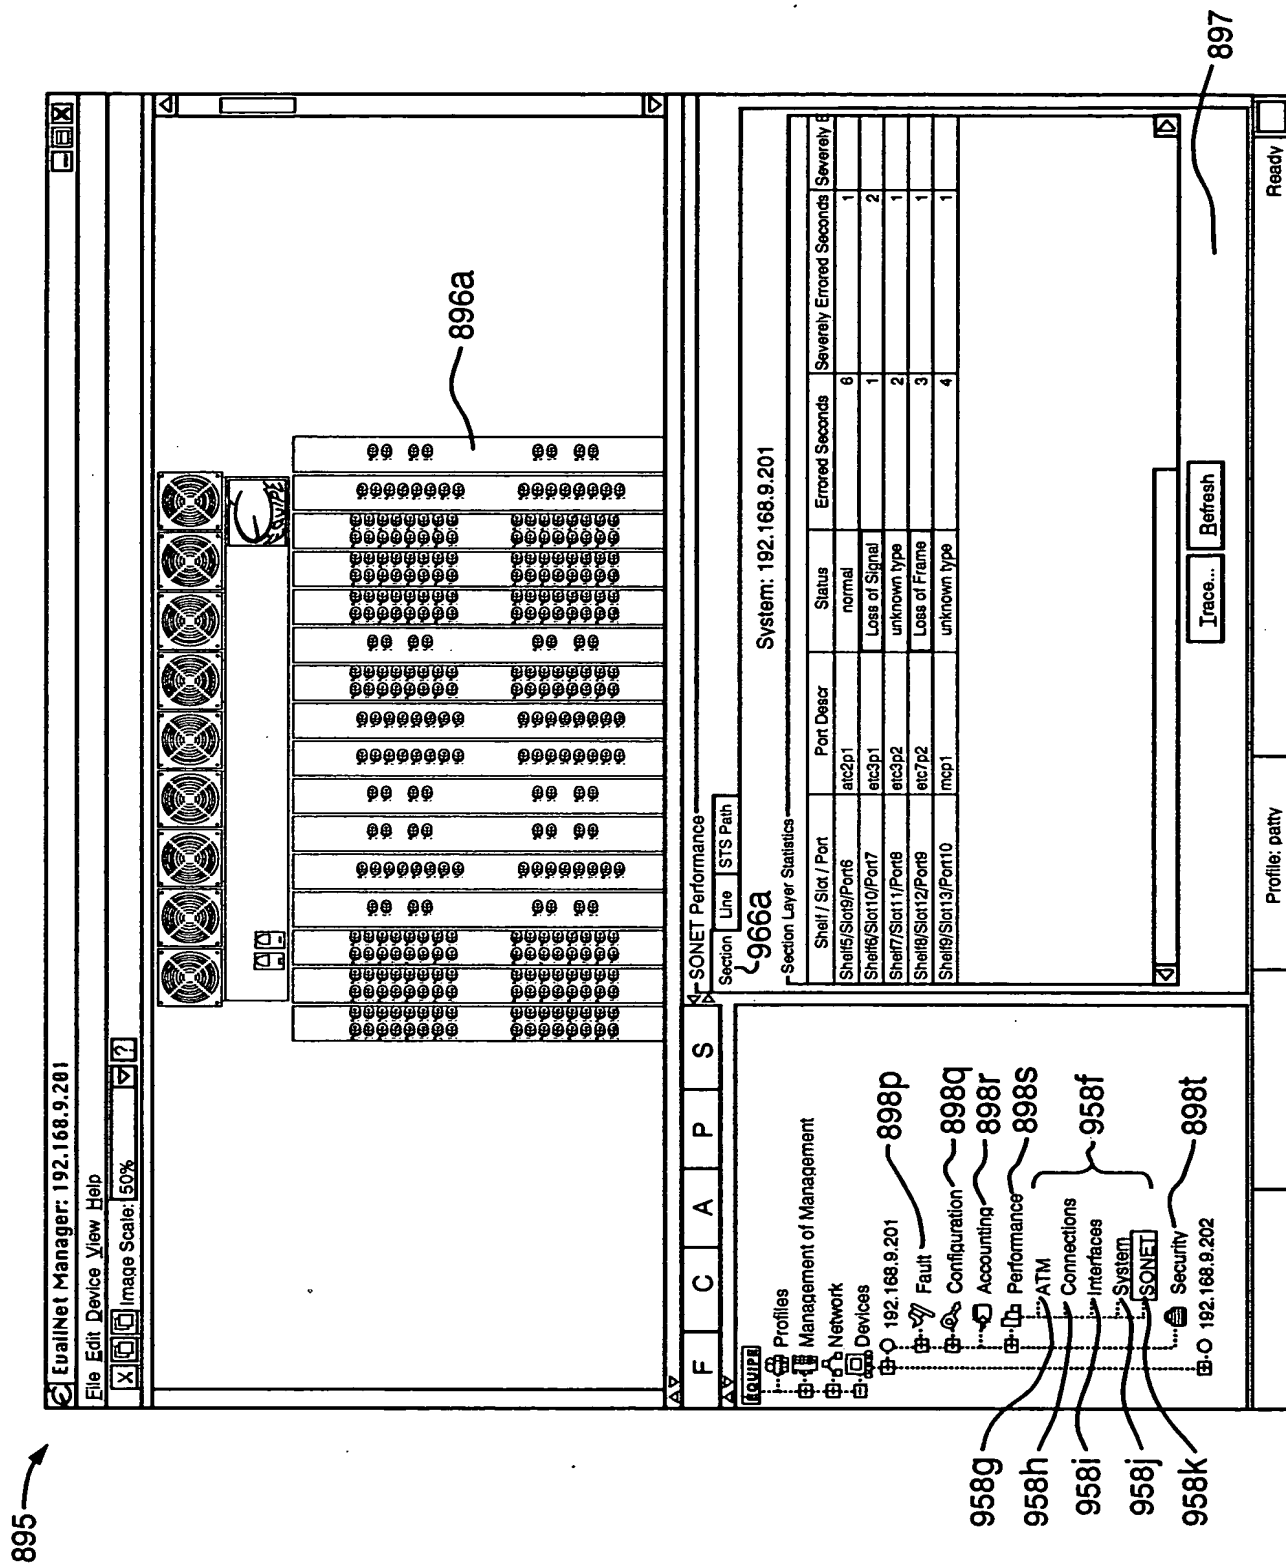 895
EuailNet Manager: 192.168.9.201
File Edit Device View Help
X Image Scale: 50% ?
896a
F C A P S
EQUIPE
Profiles
Management of Management
Network
Devices
192.168.9.201
Fault
Configuration
Accounting
Performance
ATM
Connections
Interfaces
System
SONET
Security
192.168.9.202
898p
898q
898r
898s
958f
898t
958g
958h
958i
958j
958k
SONET Performance
Section Line STS Path
966a
System: 192.168.9.201
Section Layer Statistics
Shelf / Slot / Port Port Descr Status Errored Seconds Severely Errored Seconds Severely E
Shelf5/Slot9/Port6 atc2p1 normal 6 1
Shelf6/Slot10/Port7 etc3p1 Loss of Signal 1 2
Shelf7/Slot11/Port8 etc3p2 unknown type 2 1
Shelf8/Slot12/Port9 etc7p2 Loss of Frame 3 1
Shelf9/Slot13/Port10 mcp1 unknown type 4 1
Trace... Refresh
897
Profile: patty Ready